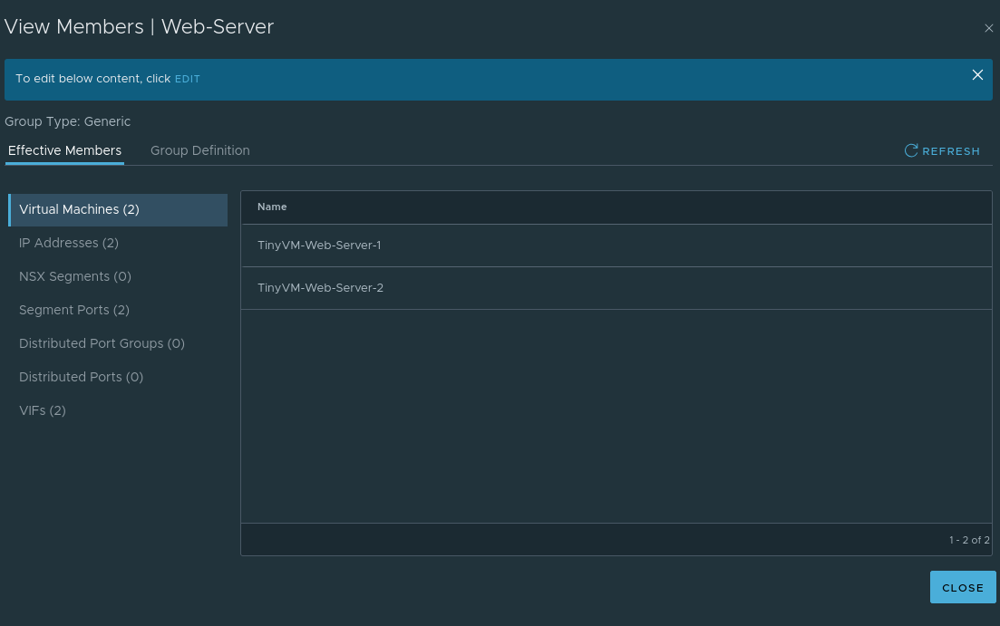 View Members | Web-Server
To edit below content, click EDIT
Group Type: Generic
Effective Members
Group Definition
REFRESH
Virtual Machines (2)
IP Addresses (2)
NSX Segments (0)
Segment Ports (2)
Distributed Port Groups (0)
Distributed Ports (0)
VIFs (2)
Name
TinyVM-Web-Server-1
TinyVM-Web-Server-2
1 - 2 of 2
CLOSE